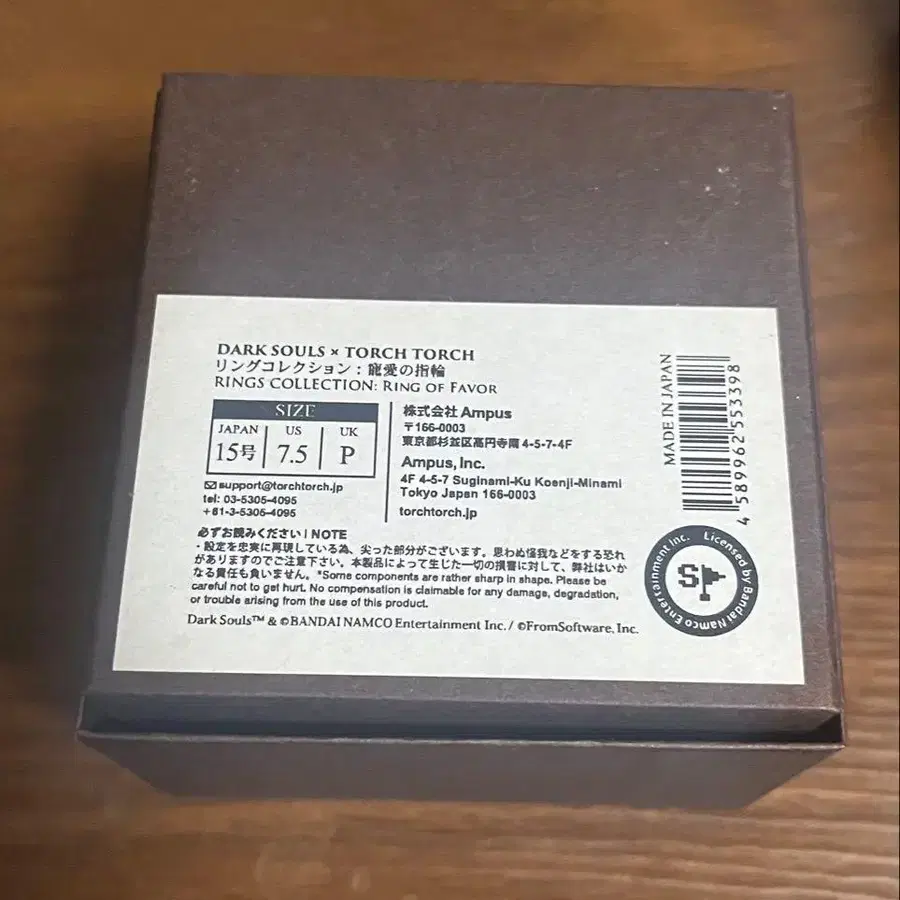 DARK SOULS × TORCH TORCH
リングコレクション：寵愛の指輪
RINGS COLLECTION: RING OF FAVOR
SIZE
JAPAN US UK
15号 7.5 P
support@torchtorch.jp
tel: 03-5305-4095
+81-3-5305-4095
株式会社 Ampus
〒166-0003
東京都杉並区高円寺南 4-5-7-4F
Ampus, Inc.
4F 4-5-7 Suginami-Ku Koenji-Minami
Tokyo Japan 166-0003
torchtorch.jp
必ずお読みください | NOTE
・設定を忠実に再現している為、尖った部分がございます。思わぬ怪我などをする恐れ
がありますのでご注意下さい。本製品によって生じた一切の損害に対して、弊社はいか
なる責任も負いません。*Some components are rather sharp in shape. Please be
careful not to get hurt. No compensation is claimable for any damage, degradation,
or trouble arising from the use of this product.
Dark Souls™ & ©BANDAI NAMCO Entertainment Inc. / ©FromSoftware, Inc.
MADE IN JAPAN
4 589962 553398
Licensed by Bandai Namco Entertainment Inc.
S